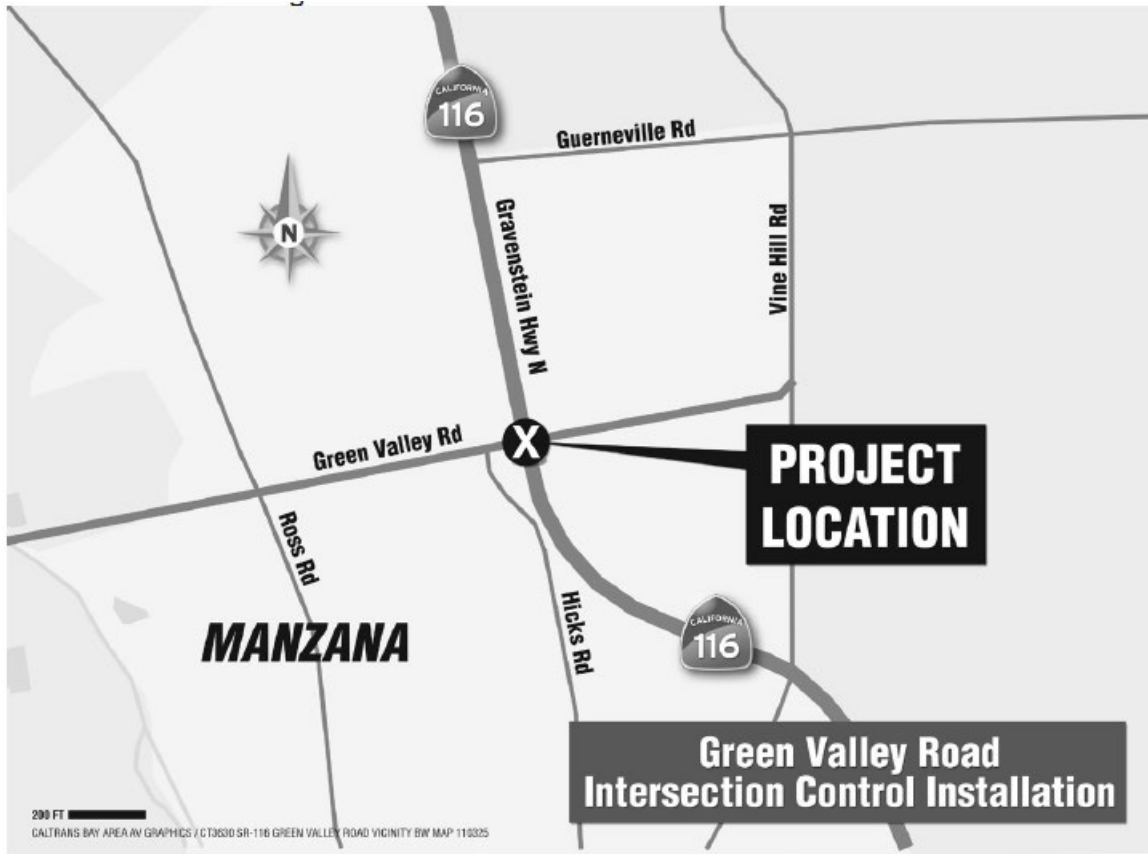 CALIFORNIA
116
Guerneville Rd
Gravenstein Hwy N
Vine Hill Rd
N
Green Valley Rd
X
PROJECT
LOCATION
Ross Rd
Hicks Rd
MANZANA
CALIFORNIA
116
Green Valley Road
Intersection Control Installation
200 FT
CALTRANS BAY AREA AV GRAPHICS / CT3630 SR-116 GREEN VALLEY ROAD VICINITY BW MAP 110325